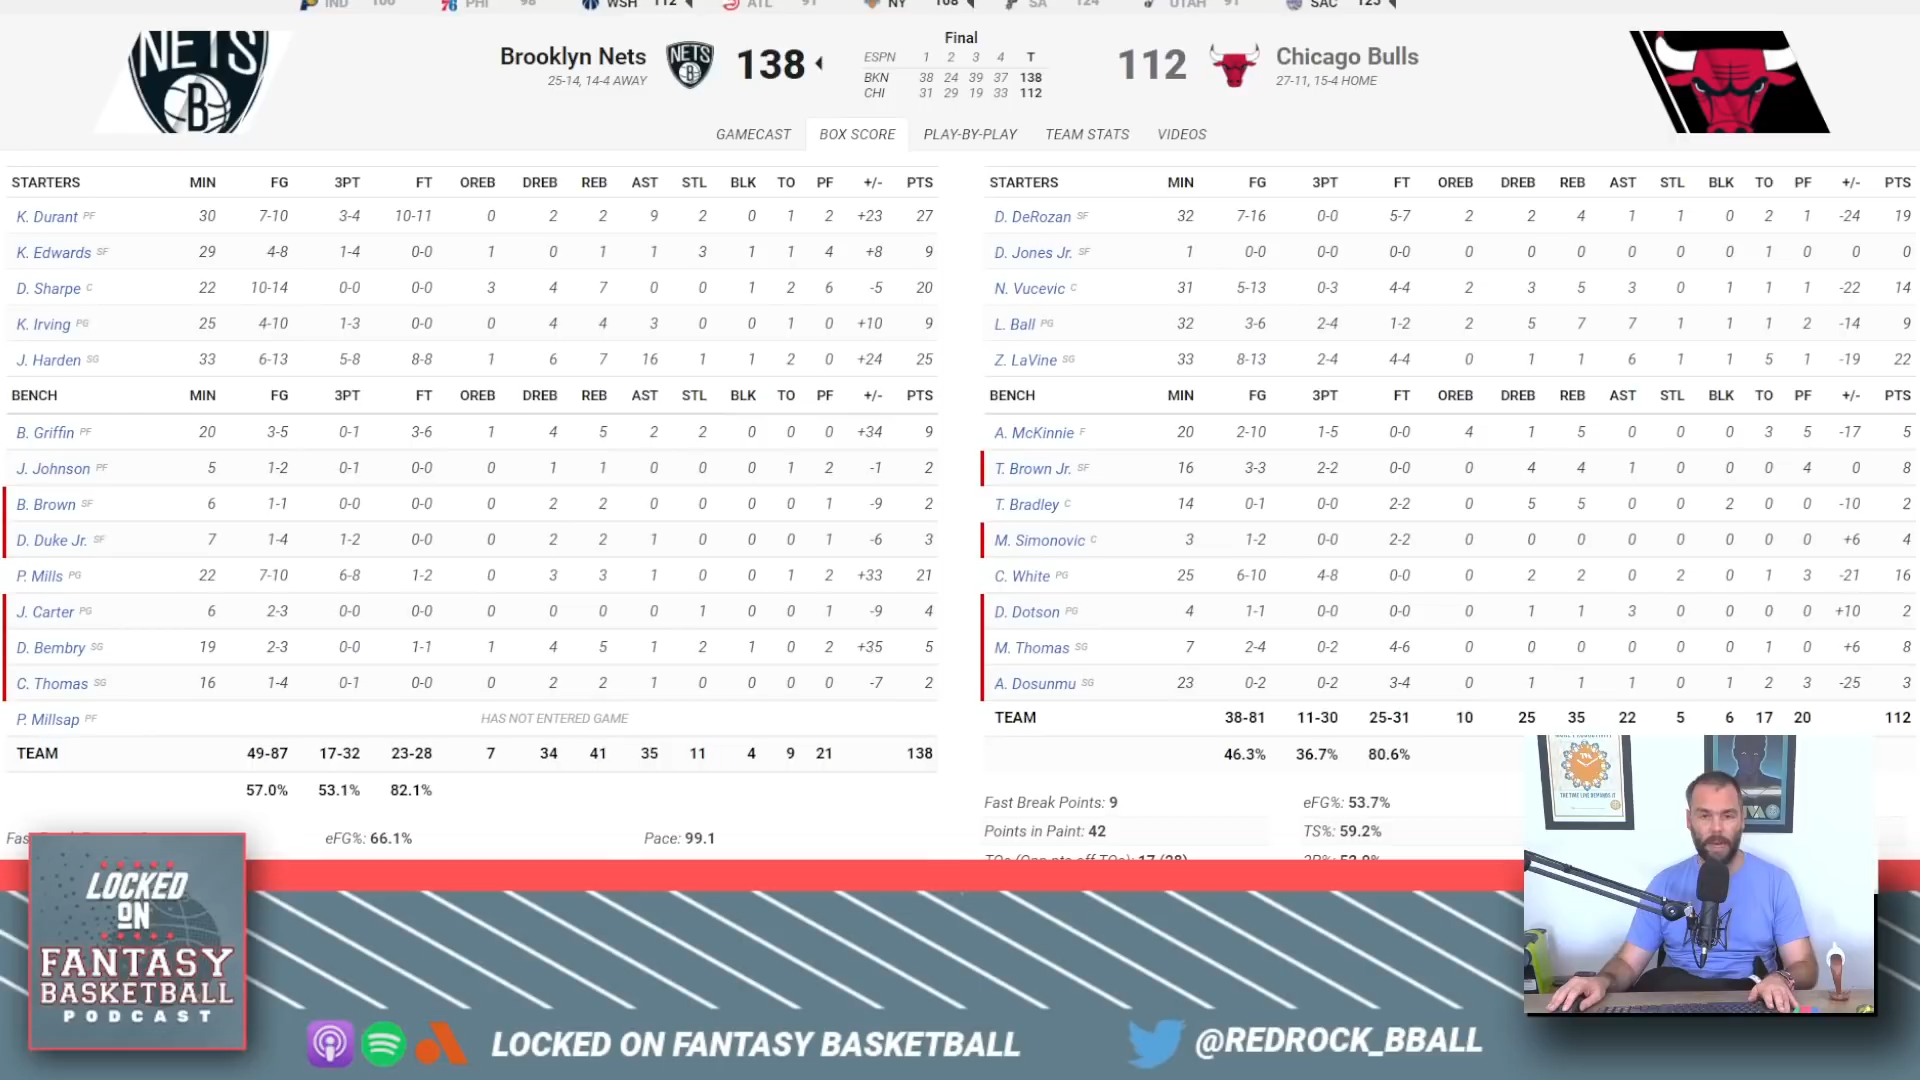 IND 100 PHI 98 WSH 112 ATL 91 NY 108 SA 124 UTAH 91 SAC 125
NETS
B
Brooklyn Nets
25-14, 14-4 AWAY
NETS
B
138
Final
ESPN 1 2 3 4 T
BKN 38 24 39 37 138
CHI 31 29 19 33 112
112
Chicago Bulls
27-11, 15-4 HOME
GAMECAST BOX SCORE PLAY-BY-PLAY TEAM STATS VIDEOS
STARTERS MIN FG 3PT FT OREB DREB REB AST STL BLK TO PF +/- PTS
K. Durant PF 30 7-10 3-4 10-11 0 2 2 9 2 0 1 2 +23 27
K. Edwards SF 29 4-8 1-4 0-0 1 0 1 1 3 1 1 4 +8 9
D. Sharpe C 22 10-14 0-0 0-0 3 4 7 0 0 1 2 6 -5 20
K. Irving PG 25 4-10 1-3 0-0 0 4 4 3 0 0 1 0 +10 9
J. Harden SG 33 6-13 5-8 8-8 1 6 7 16 1 1 2 0 +24 25
BENCH MIN FG 3PT FT OREB DREB REB AST STL BLK TO PF +/- PTS
B. Griffin PF 20 3-5 0-1 3-6 1 4 5 2 2 0 0 0 +34 9
J. Johnson PF 5 1-2 0-1 0-0 0 1 1 0 0 0 1 2 -1 2
B. Brown SF 6 1-1 0-0 0-0 0 2 2 0 0 0 0 1 -9 2
D. Duke Jr. SF 7 1-4 1-2 0-0 0 2 2 1 0 0 0 1 -6 3
P. Mills PG 22 7-10 6-8 1-2 0 3 3 1 0 0 1 2 +33 21
J. Carter PG 6 2-3 0-0 0-0 0 0 0 0 1 0 0 1 -9 4
D. Bembry SG 19 2-3 0-0 1-1 1 4 5 1 2 1 0 2 +35 5
C. Thomas SG 16 1-4 0-1 0-0 0 2 2 1 0 0 0 0 -7 2
P. Millsap PF HAS NOT ENTERED GAME
TEAM 49-87 17-32 23-28 7 34 41 35 11 4 9 21 138
57.0% 53.1% 82.1%
eFG%: 66.1% Pace: 99.1
STARTERS MIN FG 3PT FT OREB DREB REB AST STL BLK TO PF +/- PTS
D. DeRozan SF 32 7-16 0-0 5-7 2 2 4 1 1 0 2 1 -24 19
D. Jones Jr. SF 1 0-0 0-0 0-0 0 0 0 0 0 0 1 0 0 0
N. Vucevic C 31 5-13 0-3 4-4 2 3 5 3 0 1 1 1 -22 14
L. Ball PG 32 3-6 2-4 1-2 2 5 7 7 1 1 1 2 -14 9
Z. LaVine SG 33 8-13 2-4 4-4 0 1 1 6 1 1 5 1 -19 22
BENCH MIN FG 3PT FT OREB DREB REB AST STL BLK TO PF +/- PTS
A. McKinnie F 20 2-10 1-5 0-0 4 1 5 0 0 0 3 5 -17 5
T. Brown Jr. SF 16 3-3 2-2 0-0 0 4 4 1 0 0 0 4 0 8
T. Bradley C 14 0-1 0-0 2-2 0 5 5 0 0 2 0 0 -10 2
M. Simonovic C 3 1-2 0-0 2-2 0 0 0 0 0 0 0 0 +6 4
C. White PG 25 6-10 4-8 0-0 0 2 2 0 2 0 1 3 -21 16
D. Dotson PG 4 1-1 0-0 0-0 0 1 1 3 0 0 0 0 +10 2
M. Thomas SG 7 2-4 0-2 4-6 0 0 0 0 0 0 1 0 +6 8
A. Dosunmu SG 23 0-2 0-2 3-4 0 1 1 1 0 1 2 3 -25 3
TEAM 38-81 11-30 25-31 10 25 35 22 5 6 17 20 112
46.3% 36.7% 80.6%
Fast Break Points: 9 eFG%: 53.7%
Points in Paint: 42 TS%: 59.2%
THE TIME LIVE REWARDS IT
LOCKED
ON
FANTASY
BASKETBALL
PODCAST
LOCKED ON FANTASY BASKETBALL
@REDROCK_BBALL